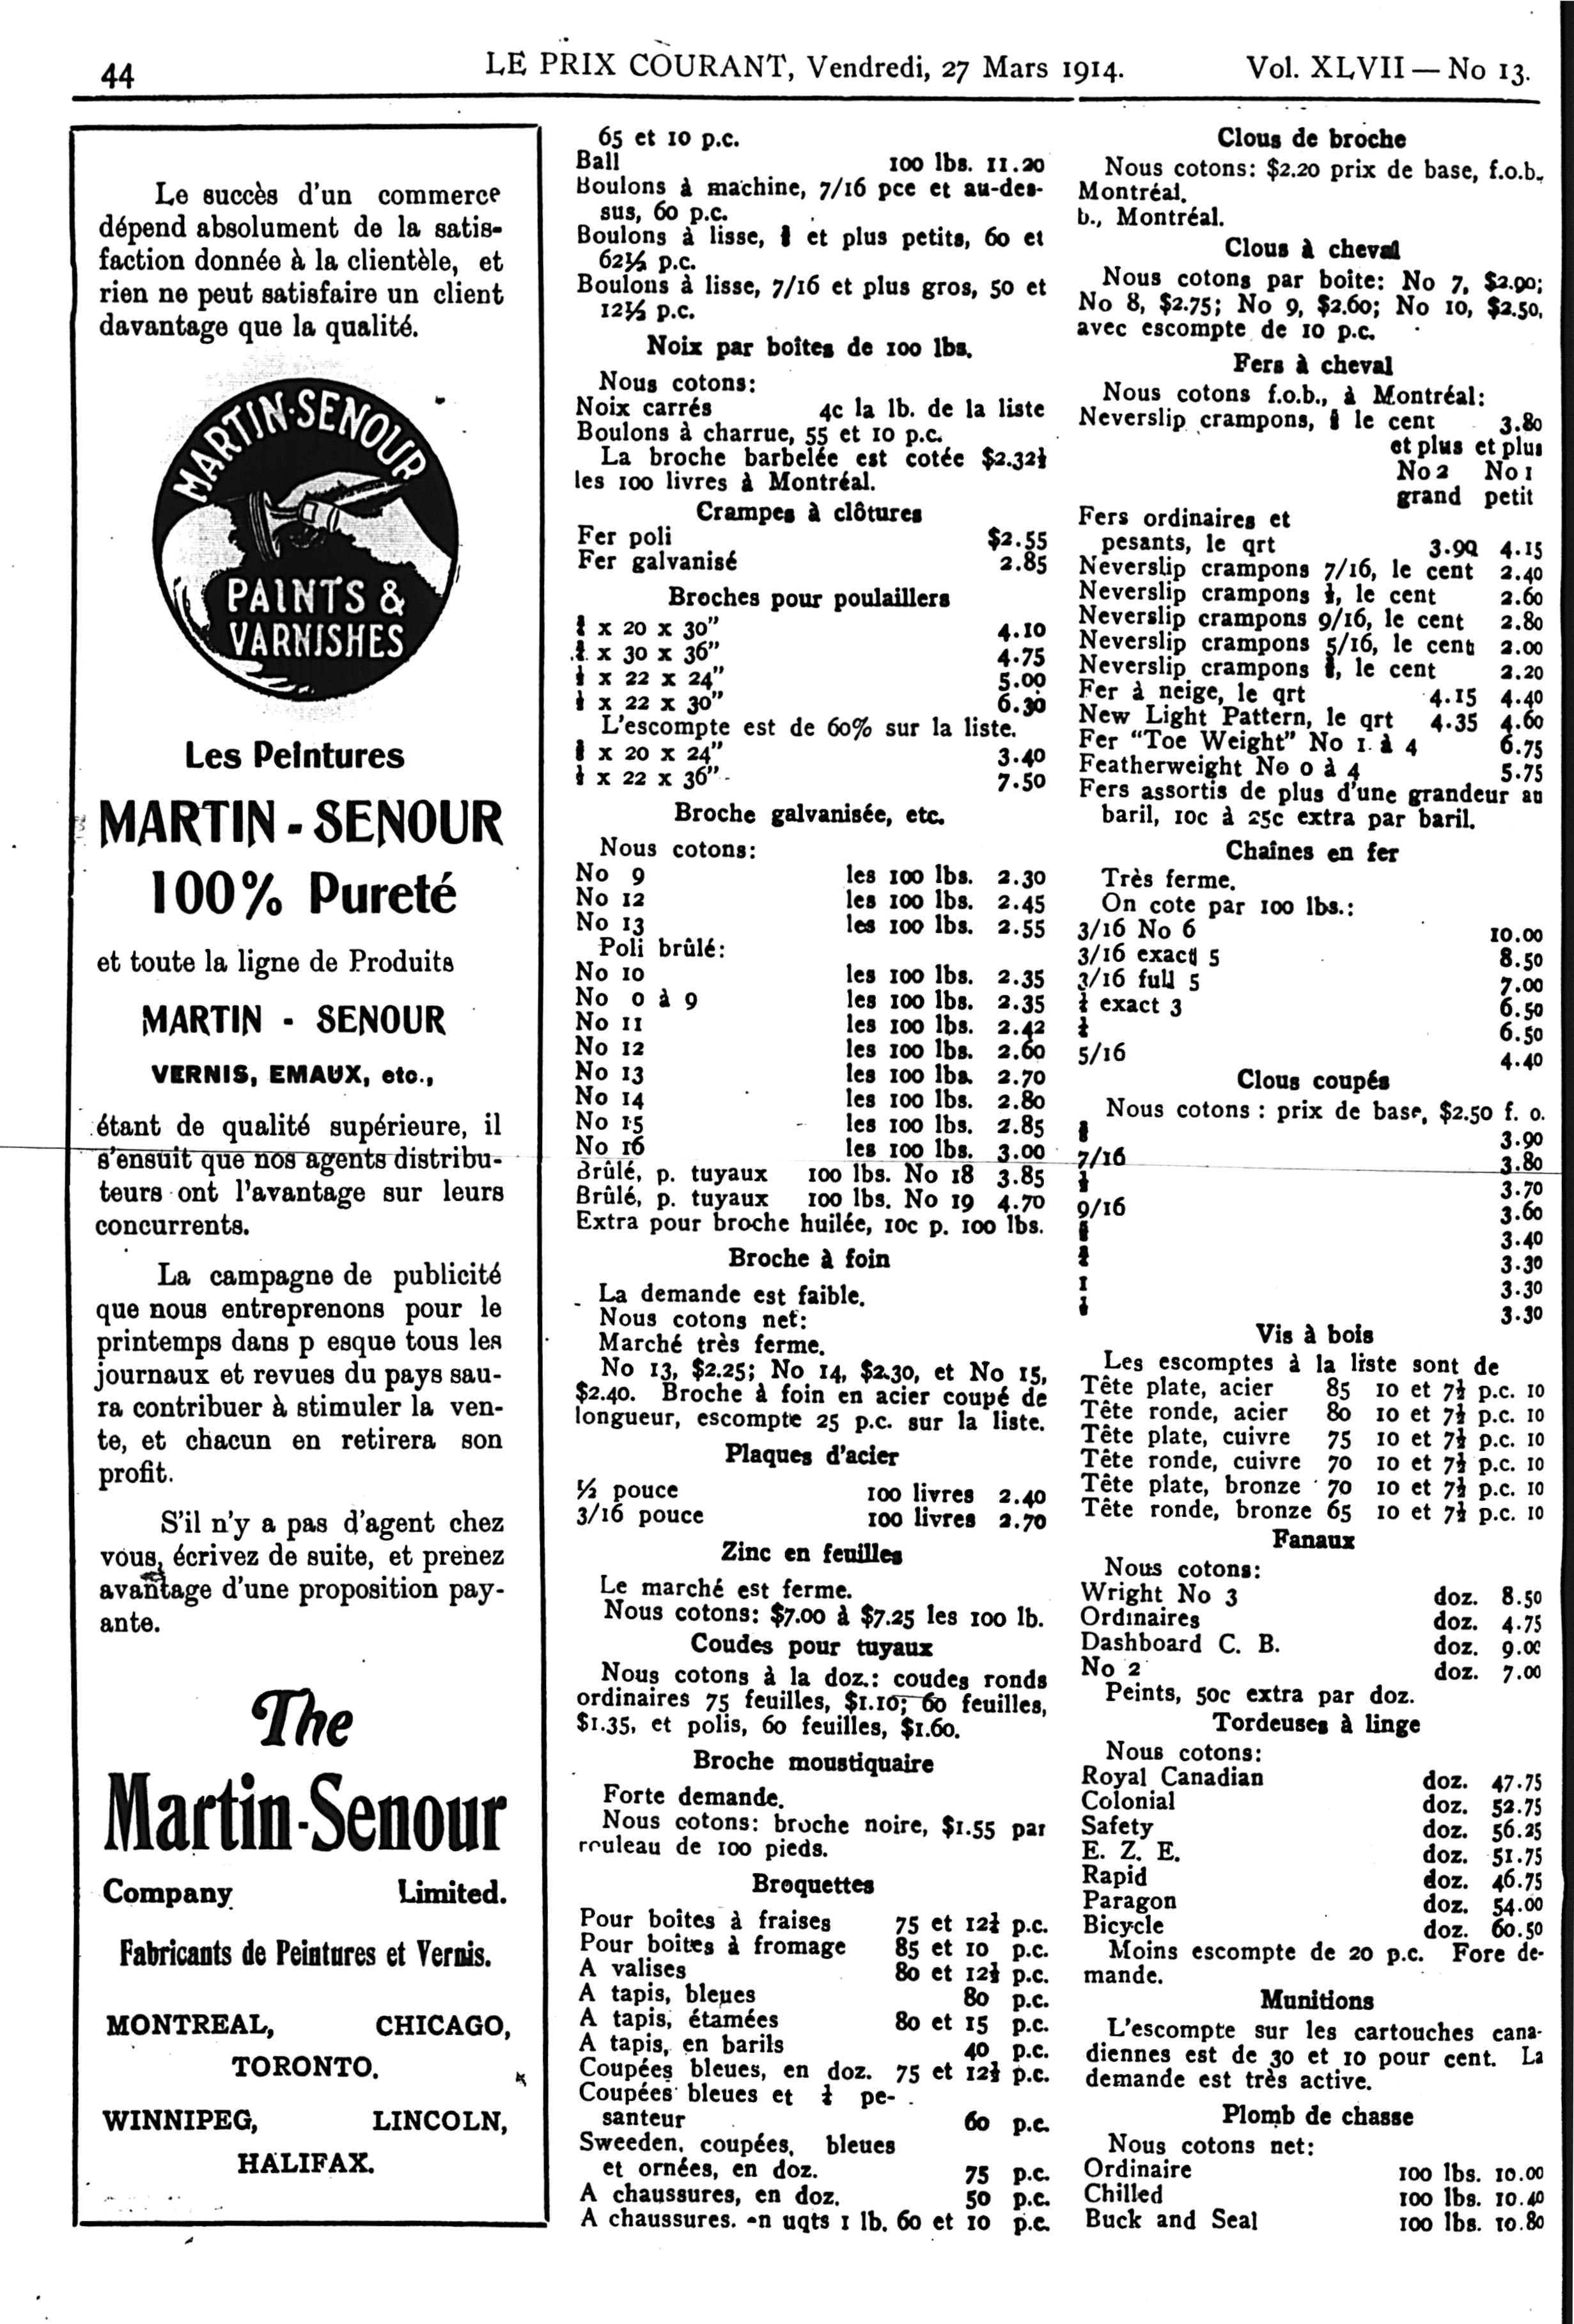 44
LE PRIX COURANT, Vendredi, 27 Mars 1914.
Vol. XLVII — No 13.
Le succès d'un commerce
dépend absolument de la satis-
faction donnée à la clientèle, et
rien ne peut satisfaire un client
davantage que la qualité.
MARTIN-SENOUR
PAINTS &
VARNISHES
Les Peintures
MARTIN - SENOUR
100% Pureté
et toute la ligne de Produits
MARTIN - SENOUR
VERNIS, EMAUX, etc.,
étant de qualité supérieure, il
s'ensuit que nos agents distribu-
teurs ont l'avantage sur leurs
concurrents.
La campagne de publicité
que nous entreprenons pour le
printemps dans p esque tous les
journaux et revues du pays sau-
ra contribuer à stimuler la ven-
te, et chacun en retirera son
profit.
S'il n'y a pas d'agent chez
vous, écrivez de suite, et prenez
avantage d'une proposition pay-
ante.
The
Martin-Senour
Company Limited.
Fabricants de Peintures et Vernis.
MONTREAL, CHICAGO,
TORONTO.
WINNIPEG, LINCOLN,
HALIFAX.
65 et 10 p.c.
Ball 100 lbs. 11.20
Boulons à machine, 7/16 pce et au-des-
sus, 60 p.c.
Boulons à lisse, et plus petits, 60 et
62½ p.c.
Boulons à lisse, 7/16 et plus gros, 50 et
12½ p.c.
Noix par boîtes de 100 lbs.
Nous cotons:
Noix carrés 4c la lb. de la liste
Boulons à charrue, 55 et 10 p.c.
La broche barbelée est cotée $2.32½
les 100 livres à Montréal.
Crampes à clôtures
Fer poli $2.55
Fer galvanisé 2.85
Broches pour poulaillers
x 20 x 30" 4.10
x 30 x 36" 4.75
x 22 x 24" 5.00
x 22 x 30" 6.30
L'escompte est de 60% sur la liste.
x 20 x 24" 3.40
x 22 x 36" 7.50
Broche galvanisée, etc.
Nous cotons:
No 9 les 100 lbs. 2.30
No 12 les 100 lbs. 2.45
No 13 les 100 lbs. 2.55
Poli brûlé:
No 10 les 100 lbs. 2.35
No 0 à 9 les 100 lbs. 2.35
No 11 les 100 lbs. 2.42
No 12 les 100 lbs. 2.60
No 13 les 100 lbs. 2.70
No 14 les 100 lbs. 2.80
No 15 les 100 lbs. 2.85
No 16 les 100 lbs. 3.00
Brûlé, p. tuyaux 100 lbs. No 18 3.85
Brûlé, p. tuyaux 100 lbs. No 19 4.70
Extra pour broche huilée, 10c p. 100 lbs.
Broche à foin
La demande est faible.
Nous cotons net:
Marché très ferme.
No 13, $2.25; No 14, $2.30, et No 15,
$2.40. Broche à foin en acier coupé de
longueur, escompte 25 p.c. sur la liste.
Plaques d'acier
½ pouce 100 livres 2.40
3/16 pouce 100 livres 2.70
Zinc en feuilles
Le marché est ferme.
Nous cotons: $7.00 à $7.25 les 100 lb.
Coudes pour tuyaux
Nous cotons à la doz.: coudes ronds
ordinaires 75 feuilles, $1.10; 60 feuilles,
$1.35, et polis, 60 feuilles, $1.60.
Broche moustiquaire
Forte demande.
Nous cotons: broche noire, $1.55 par
rouleau de 100 pieds.
Broquettes
Pour boîtes à fraises 75 et 12½ p.c.
Pour boîtes à fromage 85 et 10 p.c.
A valises 80 et 12½ p.c.
A tapis, bleues 80 p.c.
A tapis, étamées 80 et 15 p.c.
A tapis, en barils 40 p.c.
Coupées bleues, en doz. 75 et 12½ p.c.
Coupées bleues et pe-
santeur 60 p.c.
Sweeden, coupées, bleues
et ornées, en doz. 75 p.c.
A chaussures, en doz. 50 p.c.
A chaussures. en uqts 1 lb. 60 et 10 p.c.
Clous de broche
Nous cotons: $2.20 prix de base, f.o.b.,
Montréal.
b., Montréal.
Clous à cheval
Nous cotons par boîte: No 7, $2.90;
No 8, $2.75; No 9, $2.60; No 10, $2.50,
avec escompte de 10 p.c.
Fers à cheval
Nous cotons f.o.b., à Montréal:
Neverslip crampons, le cent 3.80
et plus et plus
No 2 No 1
grand petit
Fers ordinaires et
pesants, le qrt 3.90 4.15
Neverslip crampons 7/16, le cent 2.40
Neverslip crampons ½, le cent 2.60
Neverslip crampons 9/16, le cent 2.80
Neverslip crampons 5/16, le cent 2.00
Neverslip crampons , le cent 2.20
Fer à neige, le qrt 4.15 4.40
New Light Pattern, le qrt 4.35 4.60
Fer "Toe Weight" No 1 à 4 6.75
Featherweight No 0 à 4 5.75
Fers assortis de plus d'une grandeur au
baril, 10c à 25c extra par baril.
Chaînes en fer
Très ferme.
On cote par 100 lbs.:
3/16 No 6 10.00
3/16 exact 5 8.50
3/16 full 5 7.00
¼ exact 3 6.50
¼ 6.50
5/16 4.40
Clous coupés
Nous cotons : prix de base, $2.50 f. o.
3.90
7/16 3.80
3.70
9/16 3.60
3.40
3.30
1 3.30
3.30
Vis à bois
Les escomptes à la liste sont de
Tête plate, acier 85 10 et 7½ p.c. 10
Tête ronde, acier 80 10 et 7½ p.c. 10
Tête plate, cuivre 75 10 et 7½ p.c. 10
Tête ronde, cuivre 70 10 et 7½ p.c. 10
Tête plate, bronze 70 10 et 7½ p.c. 10
Tête ronde, bronze 65 10 et 7½ p.c. 10
Fanaux
Nous cotons:
Wright No 3 doz. 8.50
Ordinaires doz. 4.75
Dashboard C. B. doz. 9.00
No 2 doz. 7.00
Peints, 50c extra par doz.
Tordeuses à linge
Nous cotons:
Royal Canadian doz. 47.75
Colonial doz. 52.75
Safety doz. 56.25
E. Z. E. doz. 51.75
Rapid doz. 46.75
Paragon doz. 54.00
Bicycle doz. 60.50
Moins escompte de 20 p.c. Fore de-
mande.
Munitions
L'escompte sur les cartouches cana-
diennes est de 30 et 10 pour cent. La
demande est très active.
Plomb de chasse
Nous cotons net:
Ordinaire 100 lbs. 10.00
Chilled 100 lbs. 10.40
Buck and Seal 100 lbs. 10.80